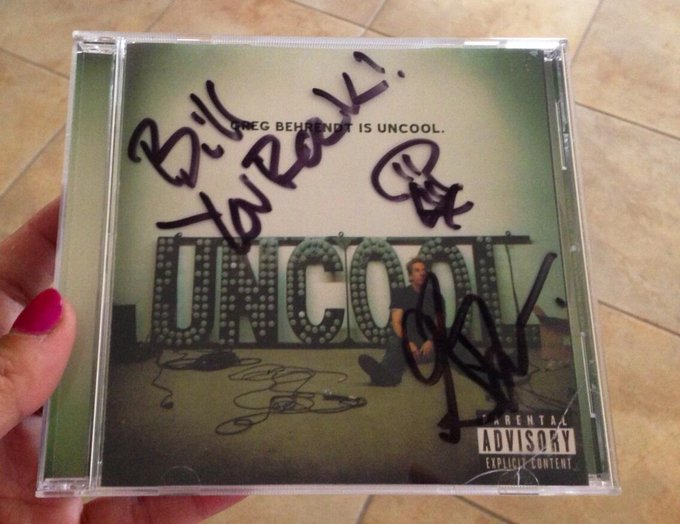 Bill
You Rock!
GREG BEHRENDT IS UNCOOL.
UNCOOL
PARENTAL
ADVISORY
EXPLICIT CONTENT